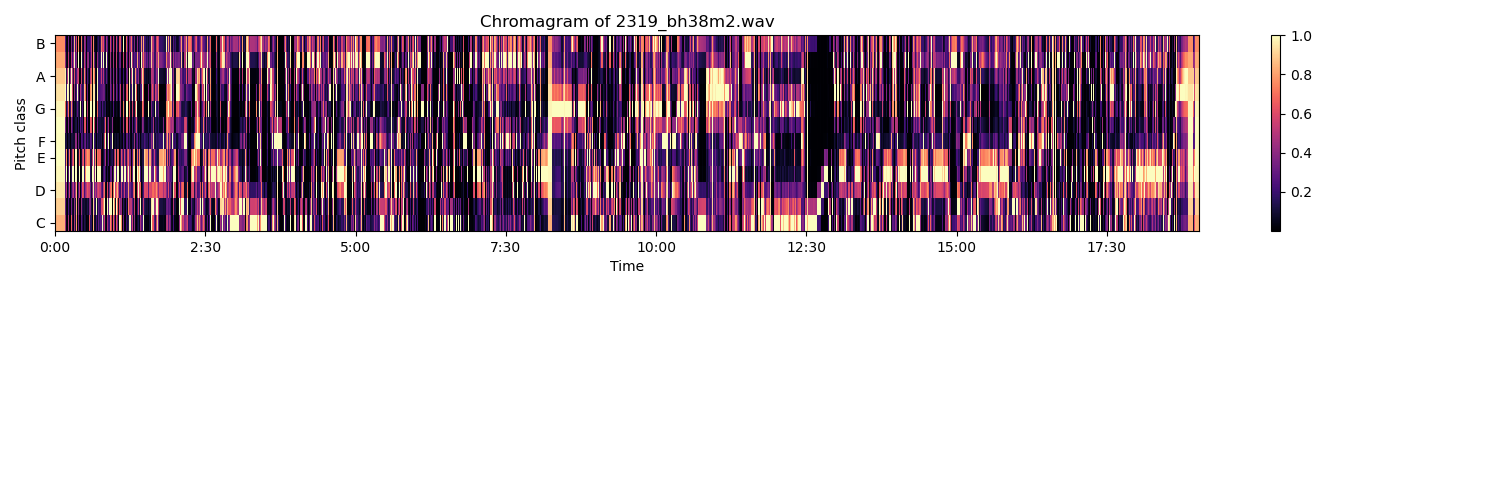 Chromagram of 2319_bh38m2.wav
Pitch class
B
A
G
F
E
D
C
0:00 2:30 5:00 7:30 10:00 12:30 15:00 17:30
Time
1.0
0.8
0.6
0.4
0.2